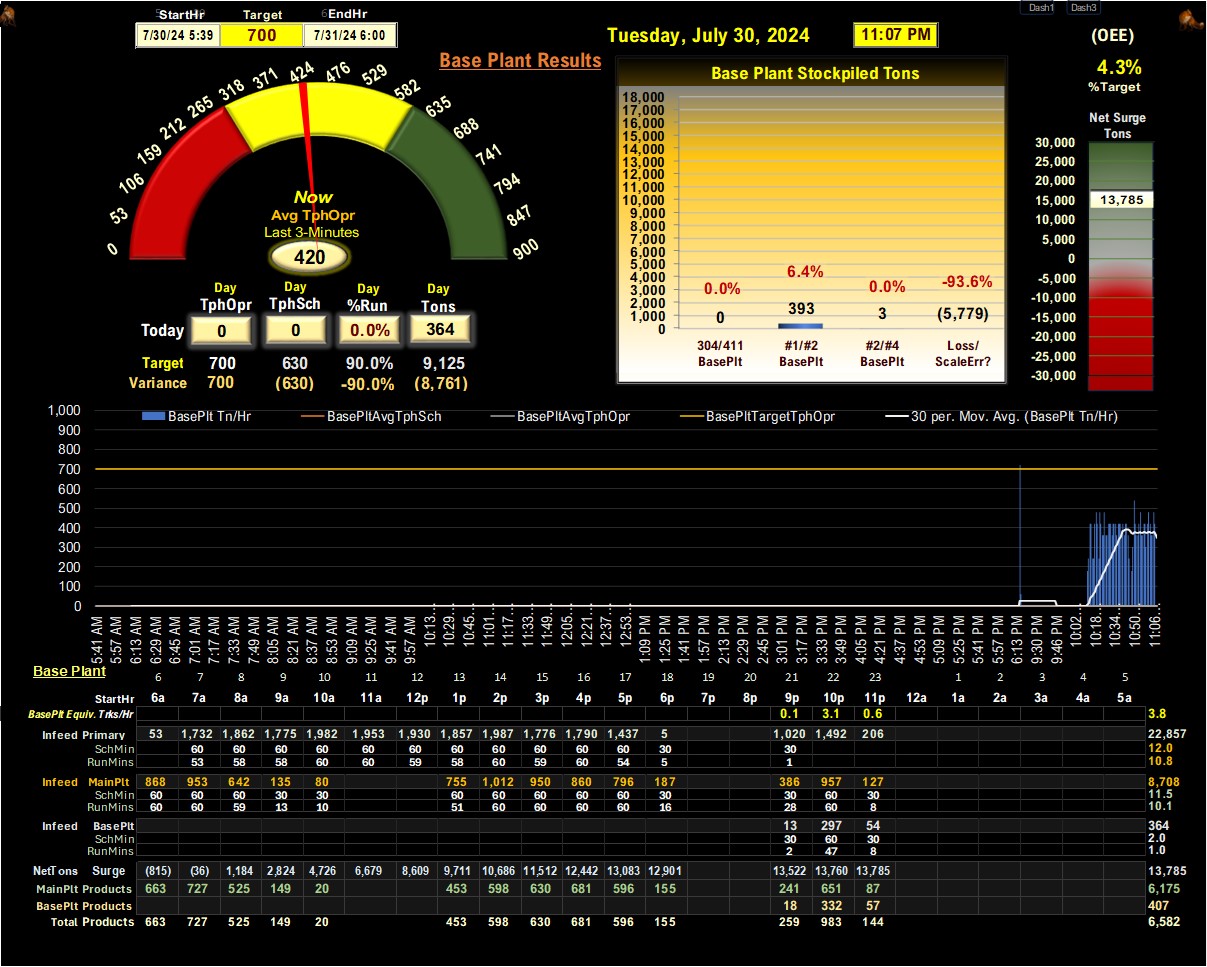 StartHr Target EndHr
7/30/24 5:39 700 7/31/24 6:00
Dash1 Dash3
Tuesday, July 30, 2024 11:07 PM
Base Plant Results
(OEE)
4.3%
%Target
0 53 106 159 212 265 318 371 424 476 529 582 635 688 741 794 847 900
Now
Avg TphOpr
Last 3-Minutes
420
Day Day Day Day
TphOpr TphSch %Run Tons
Today 0 0 0.0% 364
Target 700 630 90.0% 9,125
Variance 700 (630) -90.0% (8,761)
Base Plant Stockpiled Tons
18,000
17,000
16,000
15,000
14,000
13,000
12,000
11,000
10,000
9,000
8,000
7,000
6,000
5,000
4,000
3,000
2,000
1,000
0
0.0% 6.4% 0.0% -93.6%
0 393 3 (5,779)
304/411 #1/#2 #2/#4 Loss/
BasePlt BasePlt BasePlt ScaleErr?
Net Surge
Tons
30,000
25,000
20,000
15,000
13,785
10,000
5,000
0
-5,000
-10,000
-15,000
-20,000
-25,000
-30,000
BasePlt Tn/Hr BasePltAvgTphSch BasePltAvgTphOpr BasePltTargetTphOpr 30 per. Mov. Avg. (BasePlt Tn/Hr)
1,000
900
800
700
600
500
400
300
200
100
0
5:41 AM 5:57 AM 6:13 AM 6:29 AM 6:45 AM 7:01 AM 7:17 AM 7:33 AM 7:49 AM 8:05 AM 8:21 AM 8:37 AM 8:53 AM 9:09 AM 9:25 AM 9:41 AM 9:57 AM 10:13... 10:29... 10:45... 11:01... 11:17... 11:33... 11:49... 12:05... 12:21... 12:37... 12:53... 1:09 PM 1:25 PM 1:41 PM 1:57 PM 2:13 PM 2:29 PM 2:45 PM 3:01 PM 3:17 PM 3:33 PM 3:49 PM 4:05 PM 4:21 PM 4:37 PM 4:53 PM 5:09 PM 5:25 PM 5:41 PM 5:57 PM 6:13 PM 9:30 PM 9:46 PM 10:02... 10:18... 10:34... 10:50... 11:06...
Base Plant
6 7 8 9 10 11 12 13 14 15 16 17 18 19 20 21 22 23 1 2 3 4 5
StartHr 6a 7a 8a 9a 10a 11a 12p 1p 2p 3p 4p 5p 6p 7p 8p 9p 10p 11p 12a 1a 2a 3a 4a 5a
BasePlt Equiv. Trks/Hr 0.1 3.1 0.6 3.8
Infeed Primary 53 1,732 1,862 1,775 1,982 1,953 1,930 1,857 1,987 1,776 1,790 1,437 5 1,020 1,492 206 22,857
SchMin 60 60 60 60 60 60 60 60 60 60 60 30 30 12.0
RunMins 53 58 58 60 60 59 58 60 59 60 54 5 1 10.8
Infeed MainPlt 868 953 642 135 80 755 1,012 950 860 796 187 386 957 127 8,708
SchMin 60 60 60 30 30 60 60 60 60 60 30 30 60 30 11.5
RunMins 60 60 59 13 10 51 60 60 60 60 16 28 60 8 10.1
Infeed BasePlt 13 297 54 364
SchMin 30 60 30 2.0
RunMins 2 47 8 1.0
NetTons Surge (815) (36) 1,184 2,824 4,726 6,679 8,609 9,711 10,686 11,512 12,442 13,083 12,901 13,522 13,760 13,785 13,785
MainPlt Products 663 727 525 149 20 453 598 630 681 596 155 241 651 87 6,175
BasePlt Products 18 332 57 407
Total Products 663 727 525 149 20 453 598 630 681 596 155 259 983 144 6,582